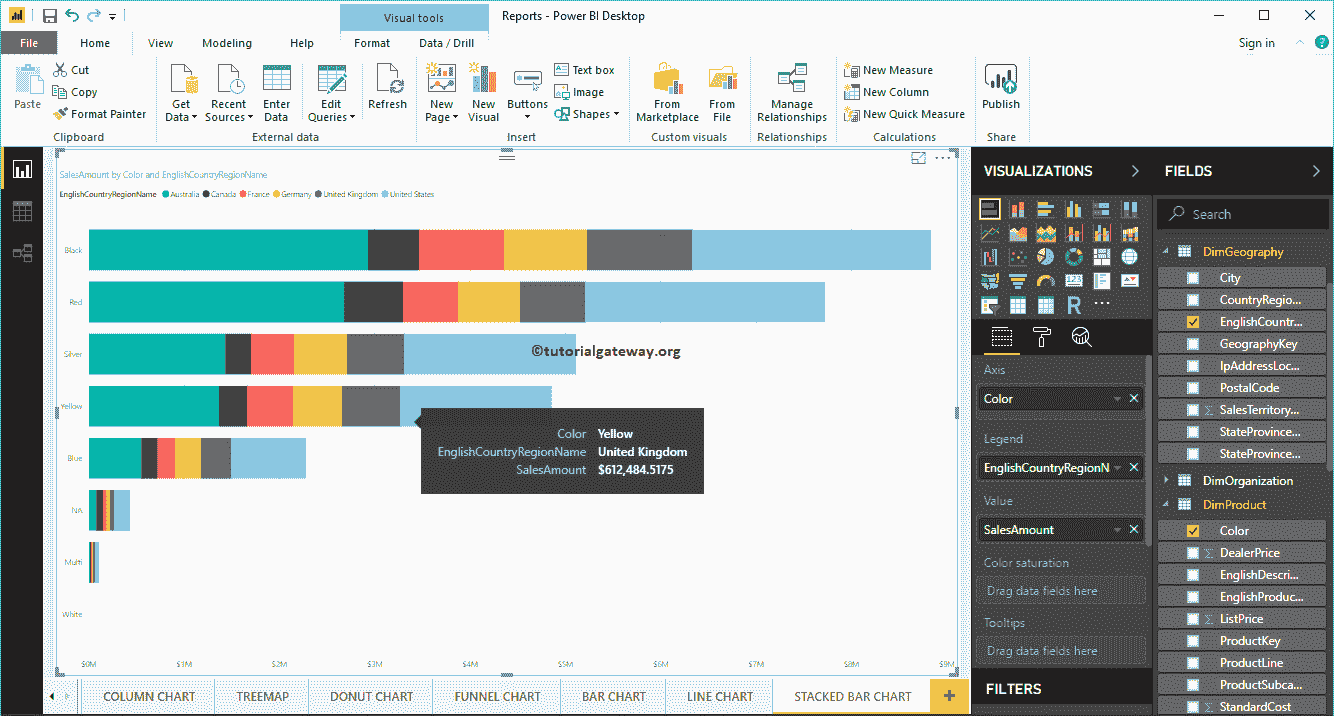 Visual tools
Reports - Power BI Desktop
File
Home
View
Modeling
Help
Format
Data / Drill
Sign in
?
Paste
Cut
Copy
Format Painter
Get Data
Recent Sources
Enter Data
Edit Queries
Refresh
New Page
New Visual
Buttons
Text box
Image
Shapes
From Marketplace
From File
Manage Relationships
New Measure
New Column
New Quick Measure
Publish
Clipboard
External data
Insert
Custom visuals
Relationships
Calculations
Share
SalesAmount by Color and EnglishCountryRegionName
EnglishCountryRegionName Australia Canada France Germany United Kingdom United States
Black
Red
Silver
Yellow
Blue
NA
Multi
White
©tutorialgateway.org
Color Yellow
EnglishCountryRegionName United Kingdom
SalesAmount $612,484.5175
$0M $1M $2M $3M $4M $5M $6M $7M $8M $9M
COLUMN CHART
TREEMAP
DONUT CHART
FUNNEL CHART
BAR CHART
LINE CHART
STACKED BAR CHART
+
VISUALIZATIONS
123
R
Axis
Color
Legend
EnglishCountryRegionN
Value
SalesAmount
Color saturation
Drag data fields here
Tooltips
Drag data fields here
FILTERS
FIELDS
Search
DimGeography
City
CountryRegio...
EnglishCountr...
GeographyKey
IpAddressLoc...
PostalCode
Σ SalesTerritory...
StateProvince...
StateProvince...
DimOrganization
DimProduct
Color
Σ DealerPrice
EnglishDescri...
EnglishProduc...
Σ ListPrice
ProductKey
ProductLine
ProductSubca...
Σ StandardCost